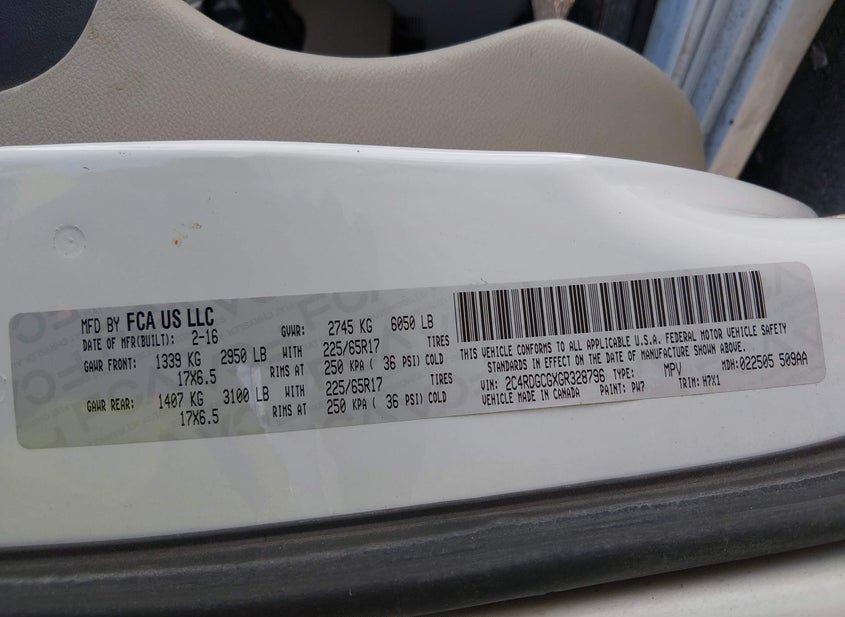 MFD BY FCA US LLC
DATE OF MFR(BUILT): 2-16 GVWR: 2745 KG 6050 LB
GAWR FRONT: 1339 KG 2950 LB WITH 225/65R17 TIRES
17X6.5 RIMS AT 250 KPA ( 36 PSI) COLD
GAWR REAR: 1407 KG 3100 LB WITH 225/65R17 TIRES
17X6.5 RIMS AT 250 KPA ( 36 PSI) COLD
THIS VEHICLE CONFORMS TO ALL APPLICABLE U.S.A. FEDERAL MOTOR VEHICLE SAFETY
STANDARDS IN EFFECT ON THE DATE OF MANUFACTURE SHOWN ABOVE.
VIN: 2C4RDGCGXGR328796 TYPE: MPV MDH: 022505 509AA
VEHICLE MADE IN CANADA PAINT: PW7 TRIM: H7X1